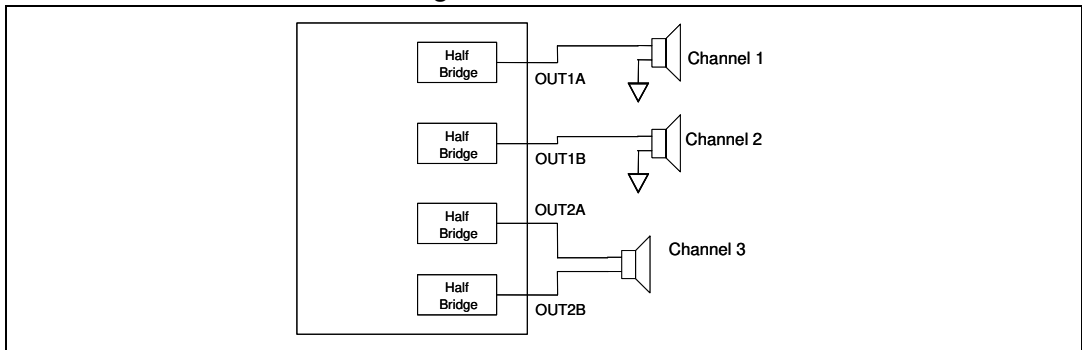 Half
Bridge
OUT1A
Channel 1
Half
Bridge
OUT1B
Channel 2
Half
Bridge
OUT2A
Channel 3
Half
Bridge
OUT2B